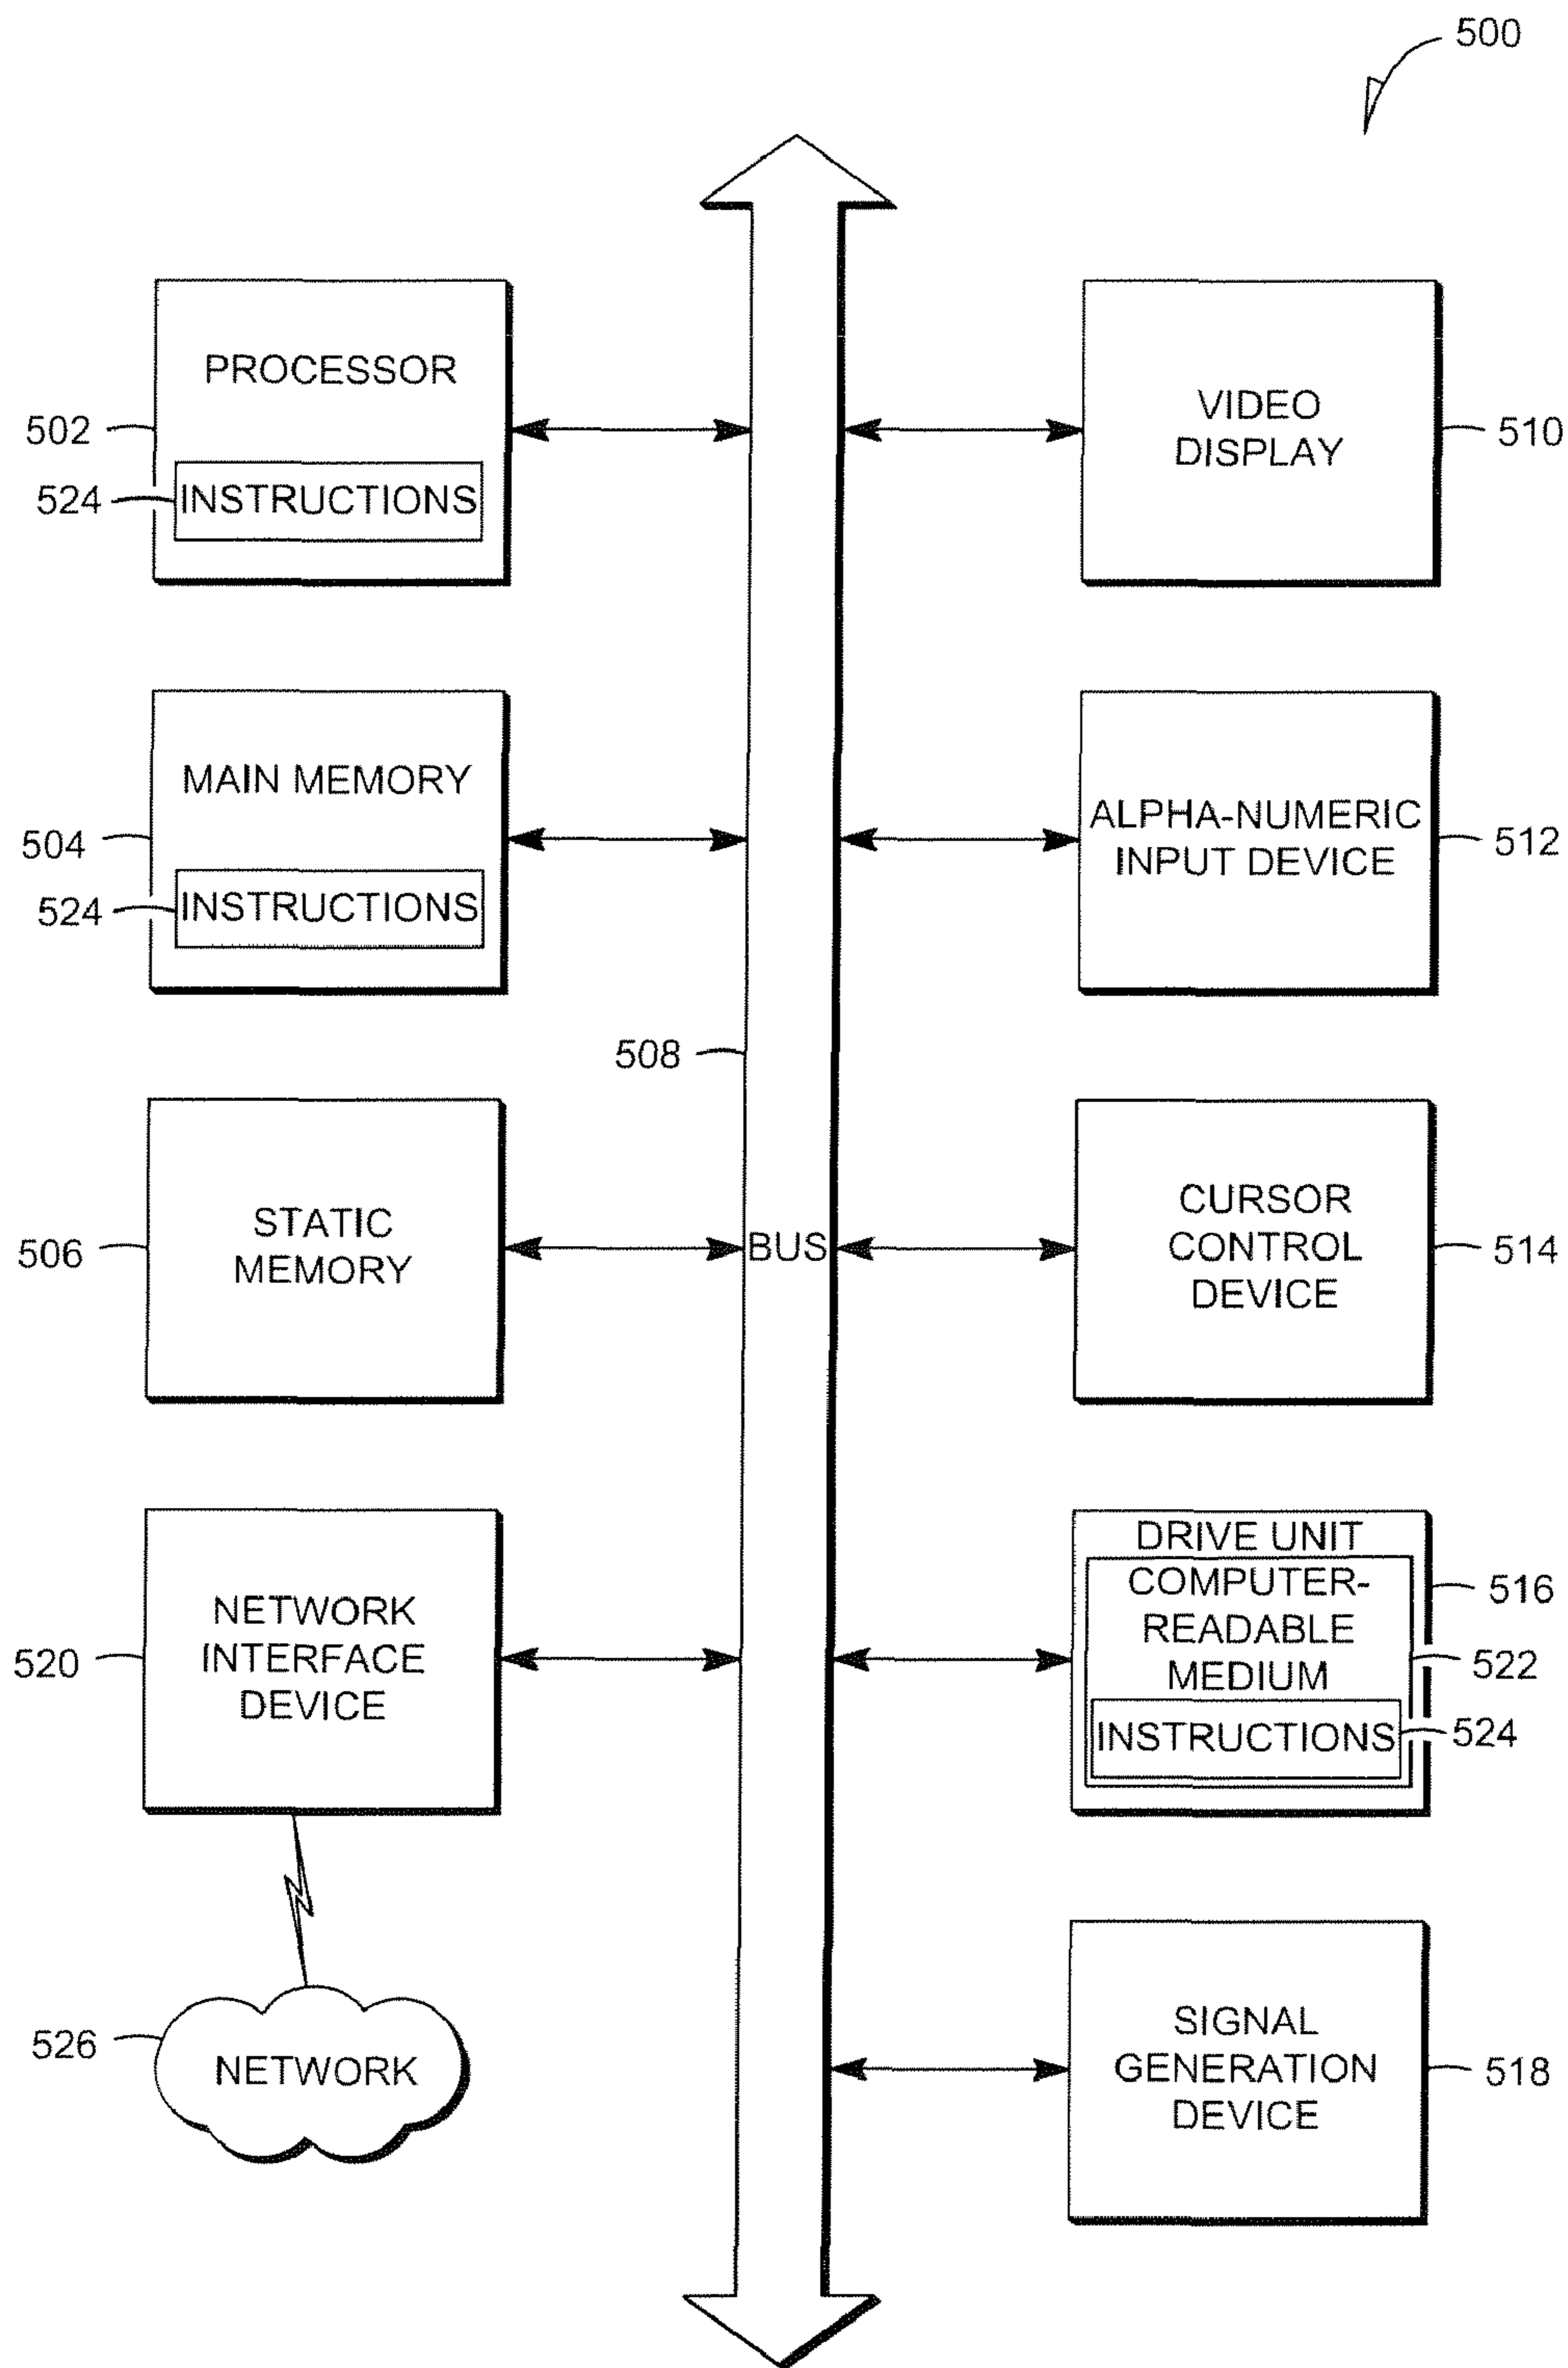 500
PROCESSOR
502
524
INSTRUCTIONS
VIDEO
DISPLAY
510
MAIN MEMORY
504
524
INSTRUCTIONS
ALPHA-NUMERIC
INPUT DEVICE
512
508
BUS
STATIC
MEMORY
506
CURSOR
CONTROL
DEVICE
514
NETWORK
INTERFACE
DEVICE
520
DRIVE UNIT
COMPUTER-
READABLE
MEDIUM
INSTRUCTIONS
516
522
524
526
NETWORK
SIGNAL
GENERATION
DEVICE
518